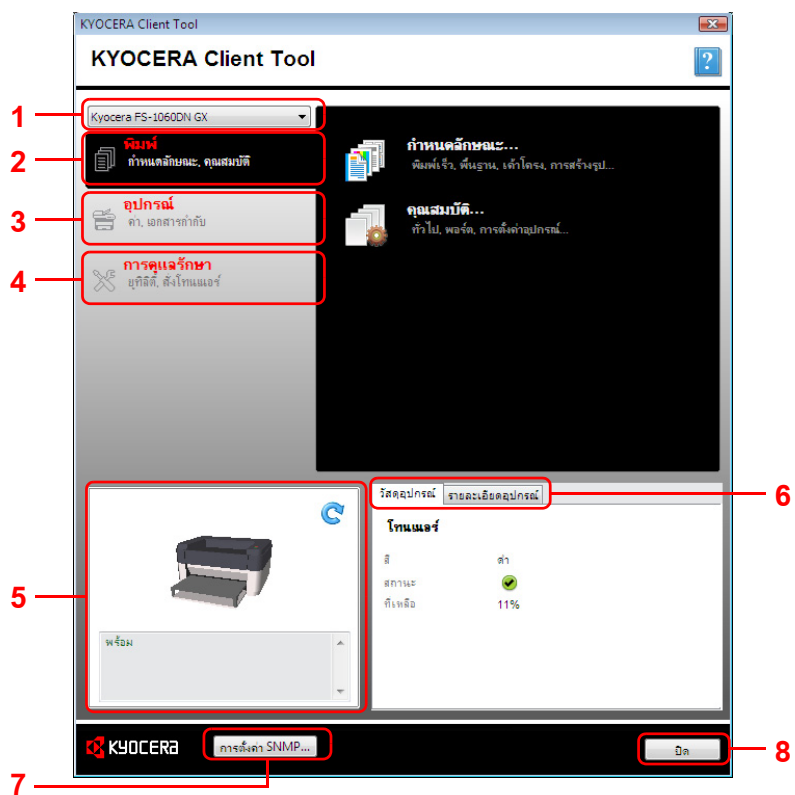 KYOCERA Client Tool
KYOCERA Client Tool
?
1
Kyocera FS-1060DN GX
2
พิมพ์
กำหนดลักษณะ, คุณสมบัติ
กำหนดลักษณะ...
พิมพ์เร็ว, พื้นฐาน, เค้าโครง, การสร้างรูป...
3
อุปกรณ์
ค่า, เอกสารกำกับ
คุณสมบัติ...
ทั่วไป, พอร์ต, การตั้งค่าอุปกรณ์...
4
การดูแลรักษา
ยูทิลิตี้, สั่งโทนเนอร์
วัสดุอุปกรณ์
รายละเอียดอุปกรณ์
6
โทนเนอร์
สี
ดำ
สถานะ
ที่เหลือ
11%
5
พร้อม
KYOCERA
การตั้งค่า SNMP...
ปิด
8
7